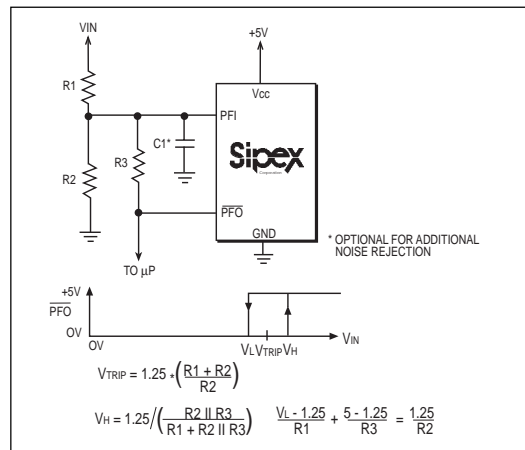 VIN
+5V
R1
VCC
PFI
C1*
R3
Sipex
Corporation
R2
PFO
GND
* OPTIONAL FOR ADDITIONAL
NOISE REJECTION
TO µP
+5V
PFO
OV
OV
VL VTRIP VH
VIN
VTRIP = 1.25 * (R1 + R2 / R2)
VH = 1.25/(R2 II R3 / R1 + R2 II R3) VL - 1.25 / R1 + 5 - 1.25 / R3 = 1.25 / R2